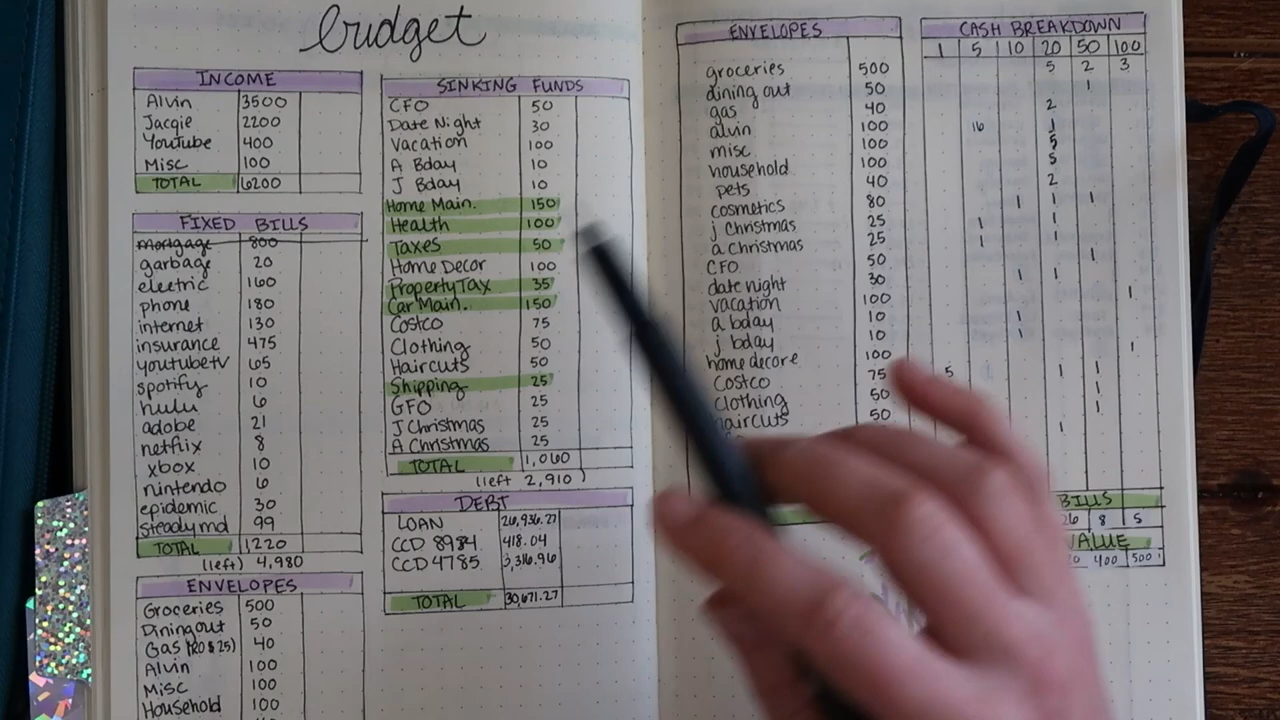 budget
INCOME
Alvin 3500
Jacqie 2200
YouTube 400
Misc 100
TOTAL 6200
FIXED BILLS
mortgage 800
garbage 20
electric 160
phone 180
internet 130
insurance 475
youtubetv 65
spotify 10
hulu 6
adobe 21
netflix 8
xbox 10
nintendo 6
epidemic 30
steadymd 99
TOTAL 1220
(left) 4,980
ENVELOPES
Groceries 500
Dining out 50
Gas 40
Alvin 100
Misc 100
Household 100
SINKING FUNDS
CFO 50
Date Night 30
Vacation 100
A Bday 10
J Bday 10
Home Main. 150
Health 100
Taxes 50
Home Decor 100
Property Tax 35
Car Main. 150
Costco 75
Clothing 50
Haircuts 50
Shipping 25
GFO 25
J Christmas 25
A Christmas 25
TOTAL 1,060
(left 2,910)
DEBT
LOAN 26,936.27
CCD 8984 418.04
CCD 4785 3,316.96
TOTAL 30,671.27
ENVELOPES
groceries 500
dining out 50
gas 40
alvin 100
misc 100
household 100
pets 40
cosmetics 80
j christmas 25
a christmas 25
CFO 50
date night 30
vacation 100
a bday 10
j bday 10
home decore 100
Costco 75
clothing 50
haircuts 50
CASH BREAKDOWN
1 5 10 20 50 100
5 2 3
1
2
16 1
5
5
2
1 1 1
1 1
1 1
1
1 1
1
1
1
1
5 1 1
1
1
1
BILLS
26 8 5
VALUE
400 500